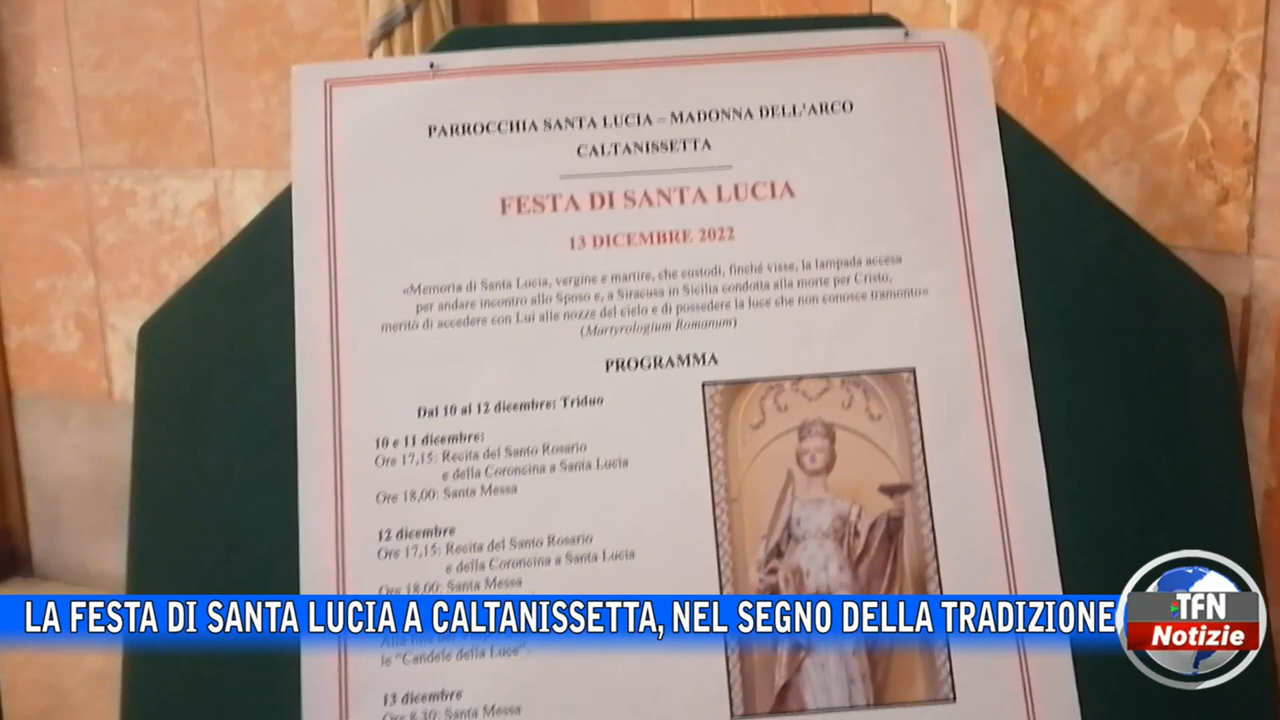 PARROCCHIA SANTA LUCIA – MADONNA DELL'ARCO
CALTANISSETTA
FESTA DI SANTA LUCIA
13 DICEMBRE 2022
«Memoria di Santa Lucia, vergine e martire, che custodì, finché visse, la lampada accesa
per andare incontro allo Sposo e, a Siracusa in Sicilia condotta alla morte per Cristo,
meritò di accedere con Lui alle nozze del cielo e di possedere la luce che non conosce tramonto»
(Martyrologium Romanum)
PROGRAMMA
Dal 10 al 12 dicembre: Triduo
10 e 11 dicembre:
Ore 17,15: Recita del Santo Rosario
e della Coroncina a Santa Lucia
Ore 18,00: Santa Messa
12 dicembre
Ore 17,15: Recita del Santo Rosario
e della Coroncina a Santa Lucia
Ore 18,00: Santa Messa
le "Candele della Luce".
13 dicembre
Ore 8,30: Santa Messa
LA FESTA DI SANTA LUCIA A CALTANISSETTA, NEL SEGNO DELLA TRADIZIONE
TFN
Notizie